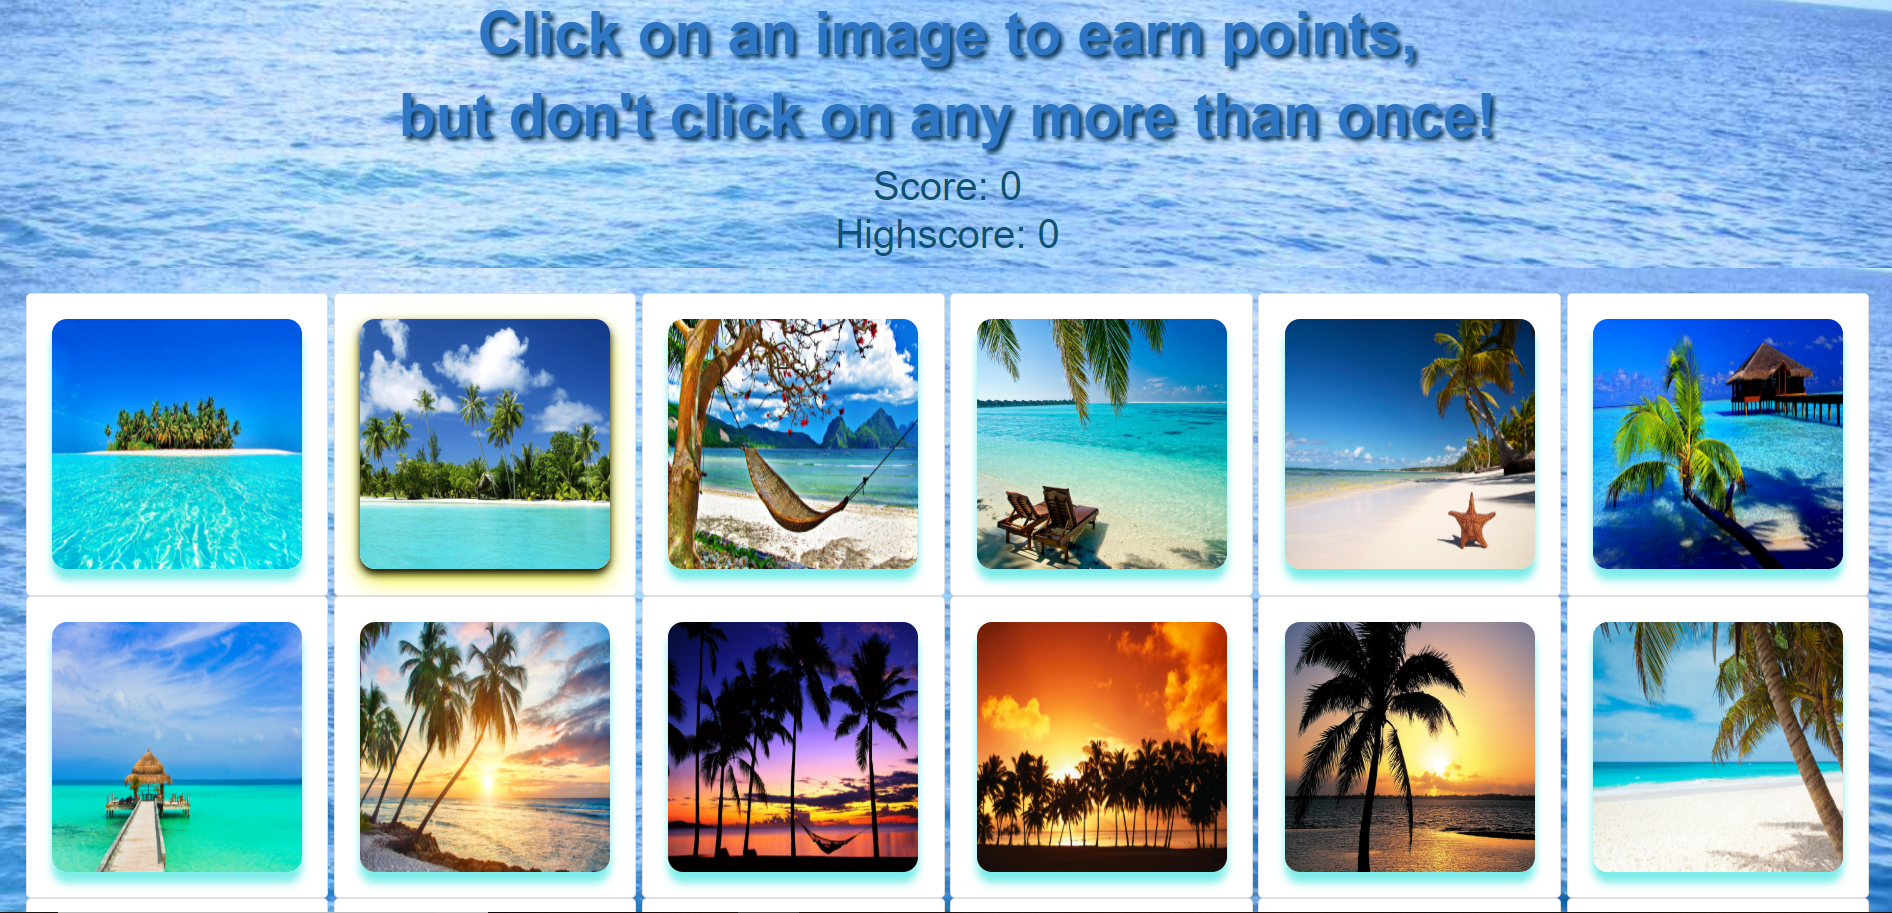 Click on an image to earn points,
but don't click on any more than once!
Score: 0
Highscore: 0